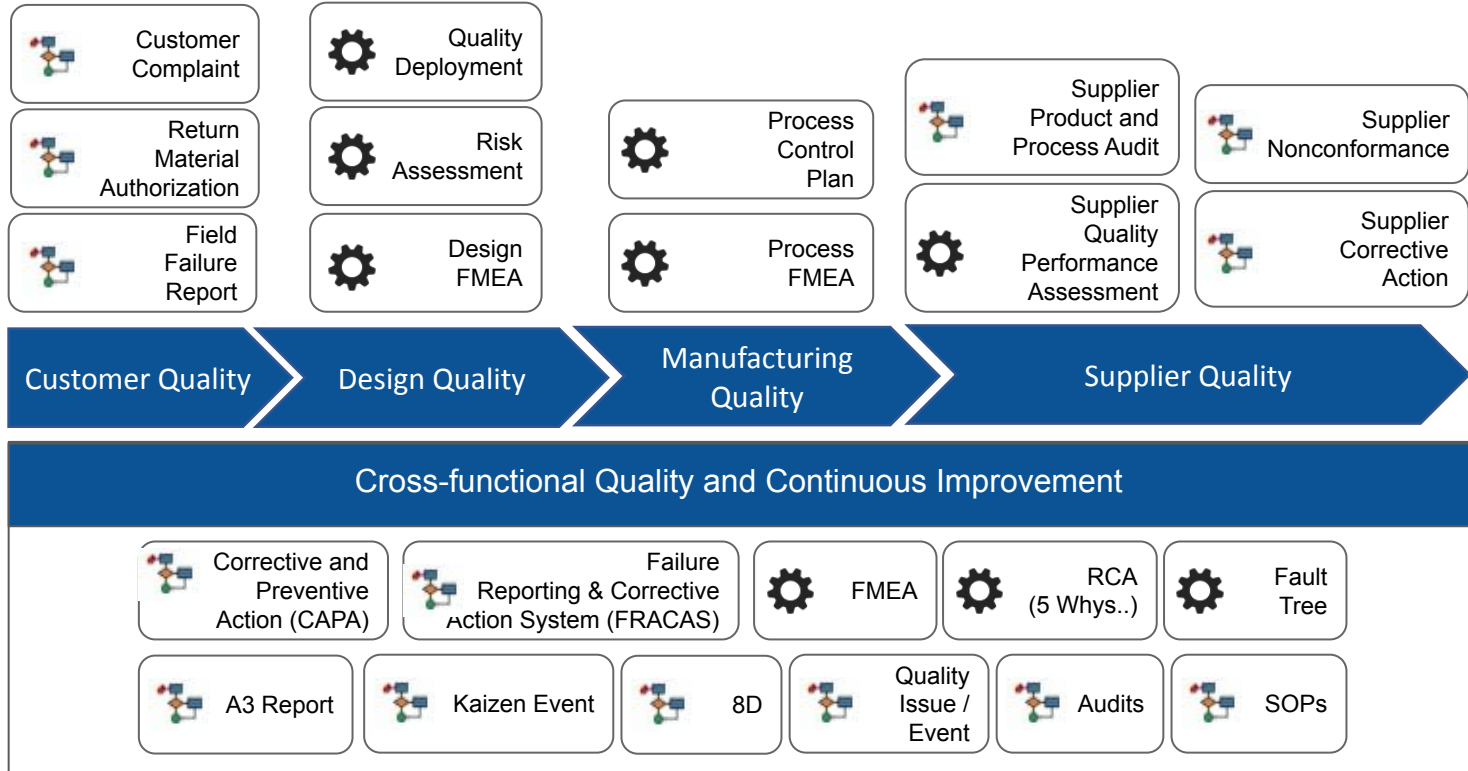 Customer
Complaint
Return
Material
Authorization
Field
Failure
Report
Quality
Deployment
Risk
Assessment
Design
FMEA
Process
Control
Plan
Process
FMEA
Supplier
Product and
Process Audit
Supplier
Quality
Performance
Assessment
Supplier
Nonconformance
Supplier
Corrective
Action
Customer Quality
Design Quality
Manufacturing
Quality
Supplier Quality
Cross-functional Quality and Continuous Improvement
Corrective and
Preventive
Action (CAPA)
Failure
Reporting & Corrective
Action System (FRACAS)
FMEA
RCA
(5 Whys..)
Fault
Tree
A3 Report
Kaizen Event
8D
Quality
Issue /
Event
Audits
SOPs